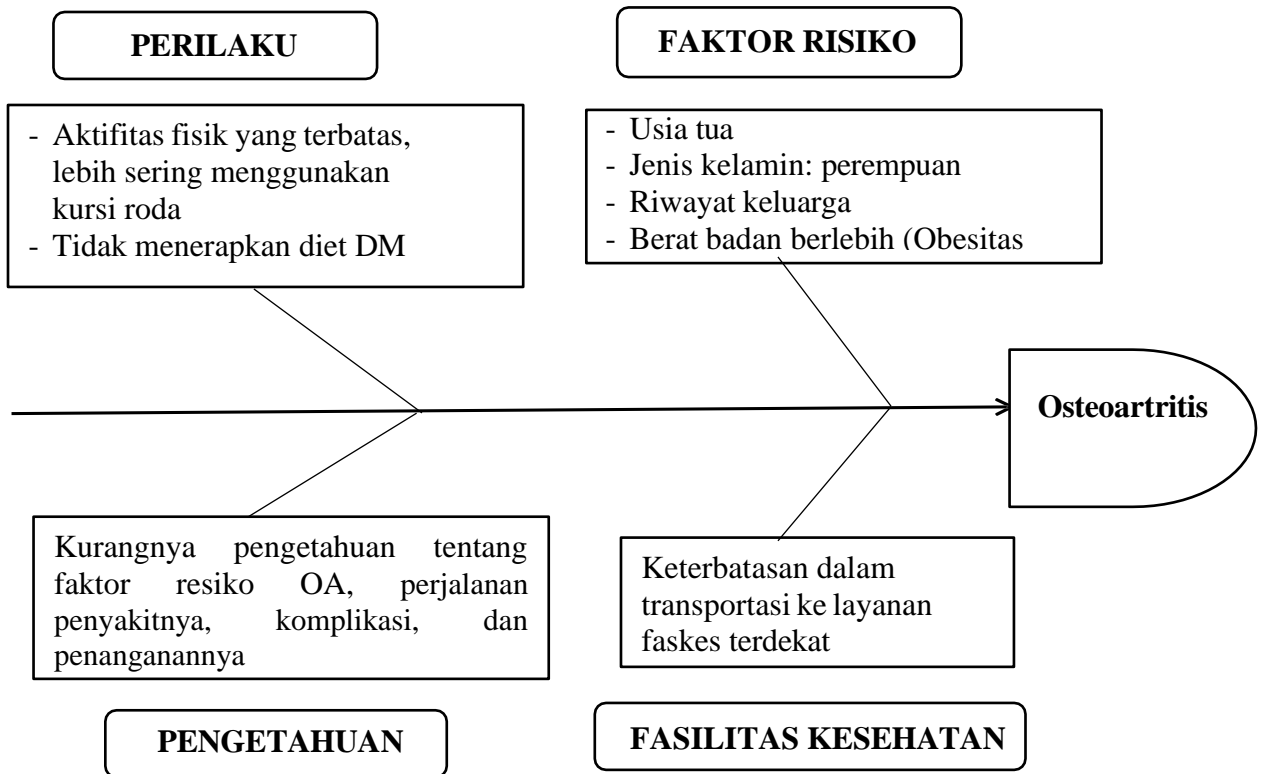 PERILAKU
FAKTOR RISIKO
- Aktifitas fisik yang terbatas,
lebih sering menggunakan
kursi roda
- Tidak menerapkan diet DM
- Usia tua
- Jenis kelamin: perempuan
- Riwayat keluarga
- Berat badan berlebih (Obesitas
Osteoartritis
Kurangnya pengetahuan tentang
faktor resiko OA, perjalanan
penyakitnya, komplikasi, dan
penanganannya
Keterbatasan dalam
transportasi ke layanan
faskes terdekat
PENGETAHUAN
FASILITAS KESEHATAN